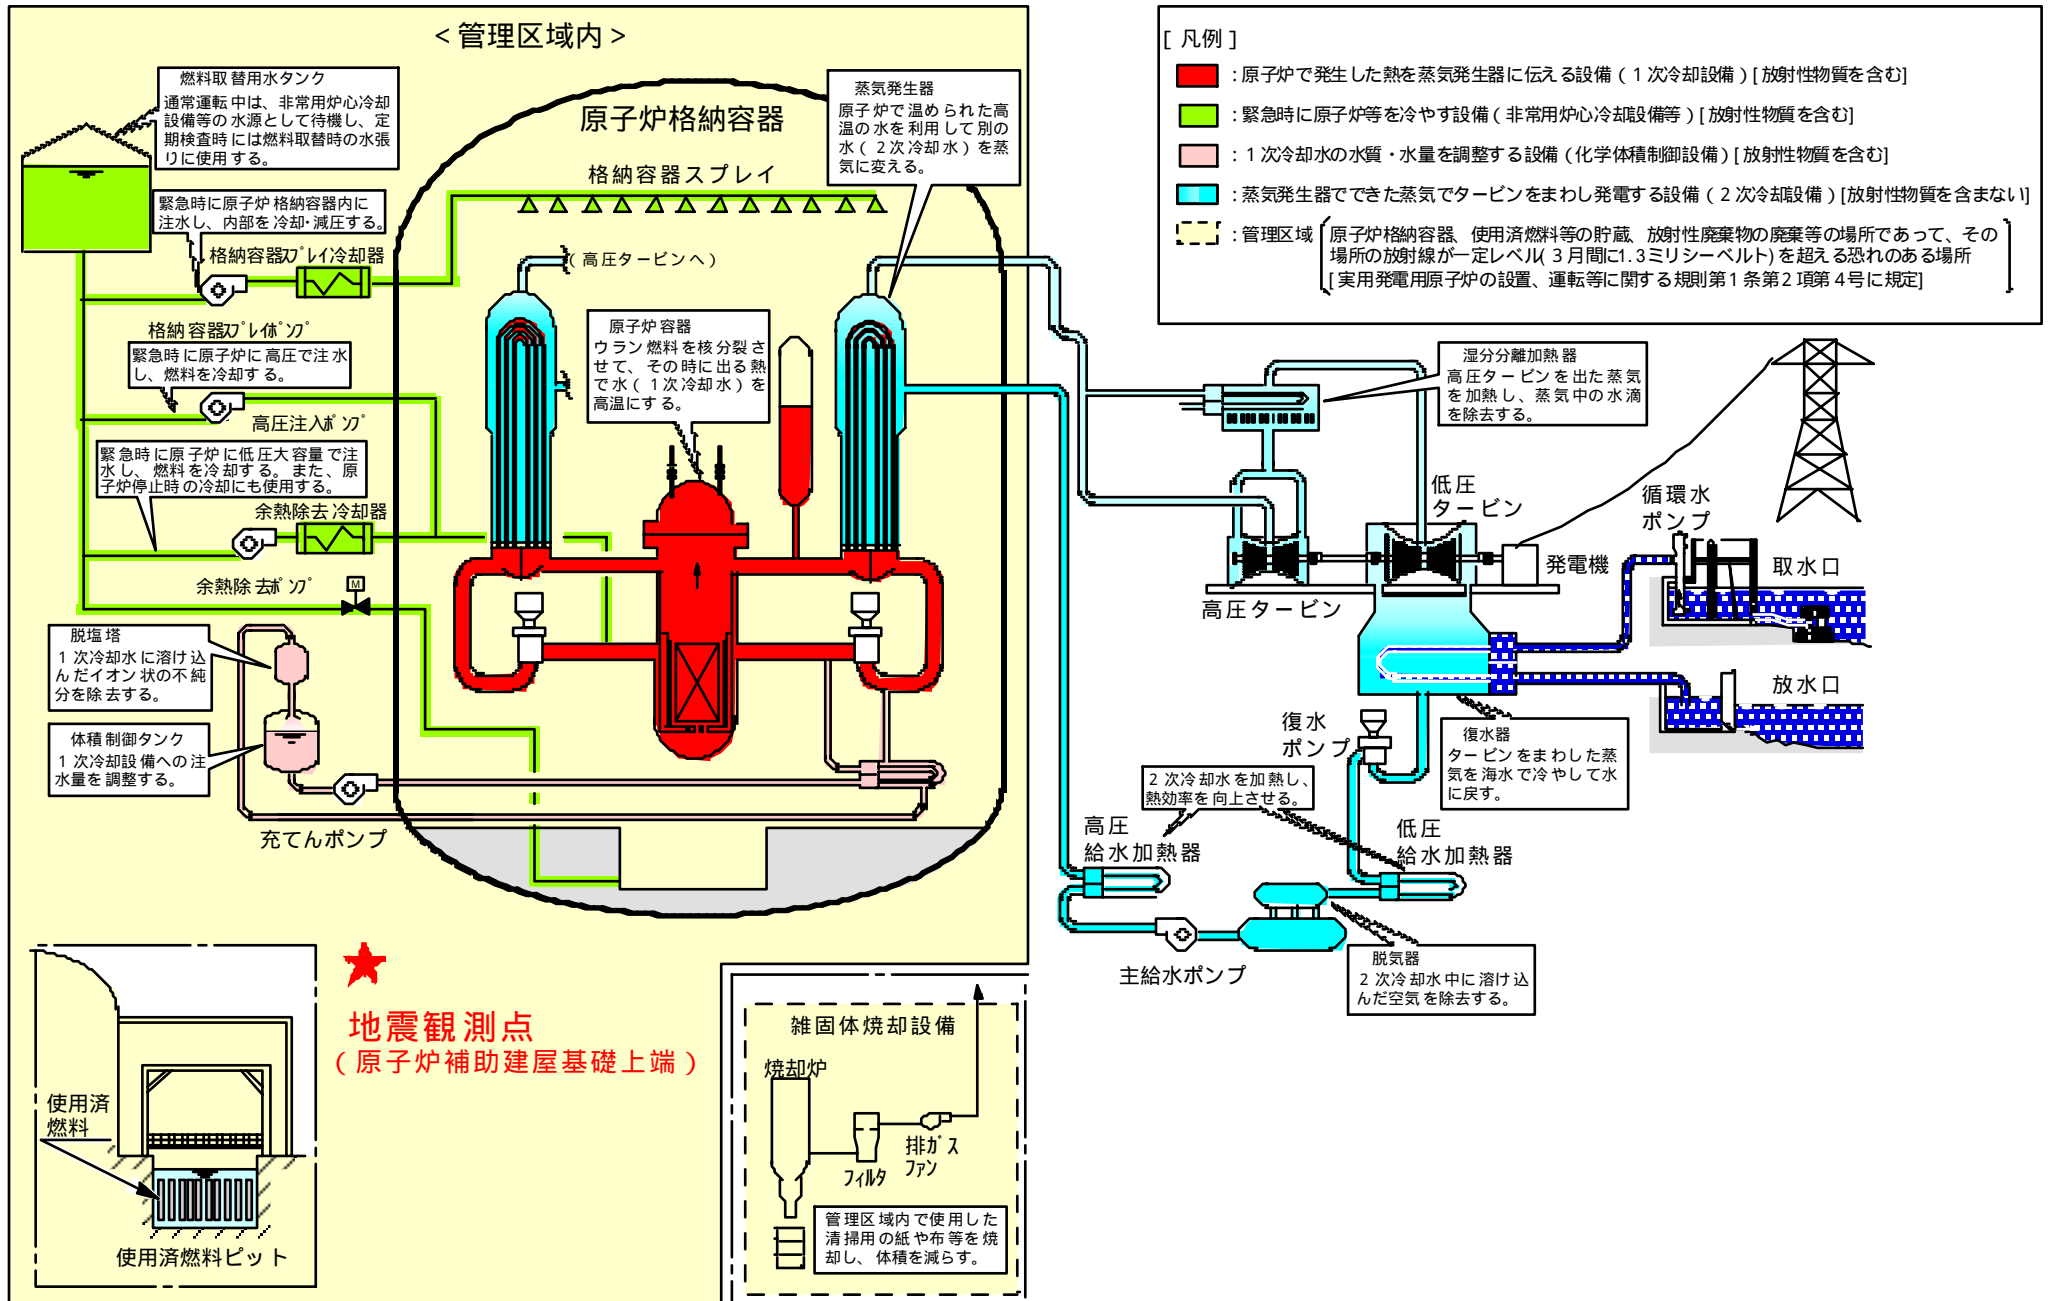 ＜管理区域内＞
燃料取替用水タンク
通常運転中は、非常用炉心冷却
設備等の水源として待機し、定
期検査時には燃料取替時の水張
りに使用する。
緊急時に原子炉格納容器内に
注水し、内部を冷却・減圧する。
格納容器ｽﾌﾟﾚｲ冷却器
格納容器ｽﾌﾟﾚｲﾎﾟﾝﾌﾟ
緊急時に原子炉に高圧で注水
し、燃料を冷却する。
高圧注入ﾎﾟﾝﾌﾟ
緊急時に原子炉に低圧大容量で注
水し、燃料を冷却する。また、原
子炉停止時の冷却にも使用する。
余熱除去冷却器
余熱除去ﾎﾟﾝﾌﾟ
M
脱塩塔
１次冷却水に溶け込
んだイオン状の不純
分を除去する。
体積制御タンク
１次冷却設備への注
水量を調整する。
充てんポンプ
原子炉格納容器
格納容器スプレイ
（高圧タービンへ）
蒸気発生器
原子炉で温められた高
温の水を利用して別の
水（２次冷却水）を蒸
気に変える。
原子炉容器
ウラン燃料を核分裂さ
せて、その時に出る熱
で水（１次冷却水）を
高温にする。
[ 凡例 ]
：原子炉で発生した熱を蒸気発生器に伝える設備（１次冷却設備）[放射性物質を含む]
：緊急時に原子炉等を冷やす設備（非常用炉心冷却設備等）[放射性物質を含む]
：１次冷却水の水質・水量を調整する設備（化学体積制御設備）[放射性物質を含む]
：蒸気発生器でできた蒸気でタービンをまわし発電する設備（２次冷却設備）[放射性物質を含まない]
：管理区域
原子炉格納容器、使用済燃料等の貯蔵、放射性廃棄物の廃棄等の場所であって、その
場所の放射線が一定レベル(３月間に1.3ミリシーベルト)を超える恐れのある場所
[実用発電用原子炉の設置、運転等に関する規則第１条第２項第４号に規定]
湿分分離加熱器
高圧タービンを出た蒸気
を加熱し、蒸気中の水滴
を除去する。
低圧
タービン
高圧タービン
発電機
循環水
ポンプ
取水口
放水口
復水
ポンプ
復水器
タービンをまわした蒸
気を海水で冷やして水
に戻す。
２次冷却水を加熱し、
熱効率を向上させる。
高圧
給水加熱器
低圧
給水加熱器
主給水ポンプ
脱気器
２次冷却水中に溶け込
んだ空気を除去する。
地震観測点
（原子炉補助建屋基礎上端）
使用済
燃料
使用済燃料ピット
雑固体焼却設備
焼却炉
ﾌｨﾙﾀ
排ｶﾞｽ
ﾌｧﾝ
管理区域内で使用した
清掃用の紙や布等を焼
却し、体積を減らす。